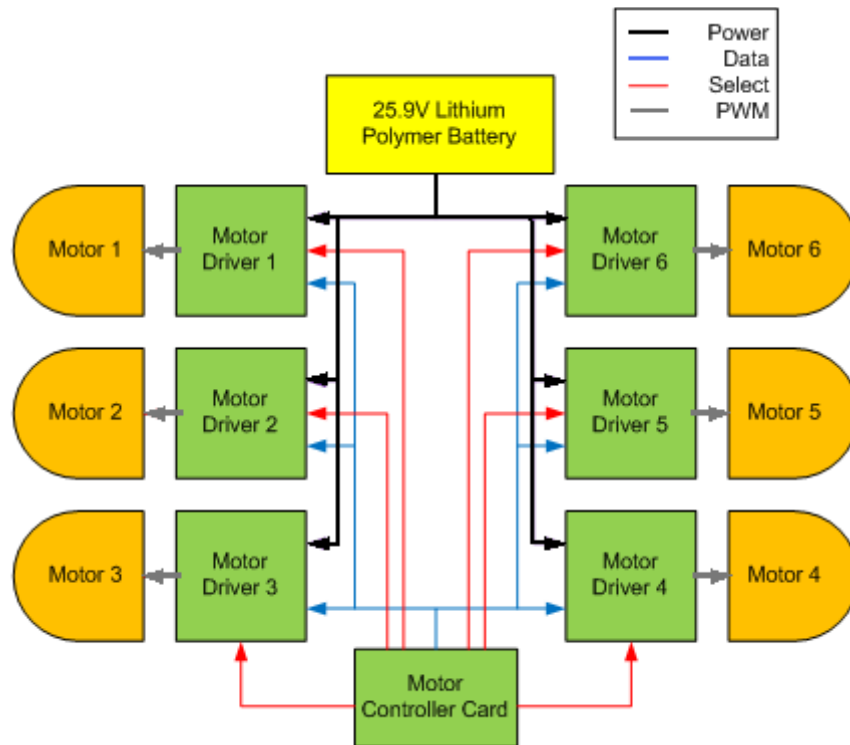 Power
Data
Select
PWM
25.9V Lithium
Polymer Battery
Motor 1
Motor
Driver 1
Motor
Driver 6
Motor 6
Motor 2
Motor
Driver 2
Motor
Driver 5
Motor 5
Motor 3
Motor
Driver 3
Motor
Driver 4
Motor 4
Motor
Controller Card